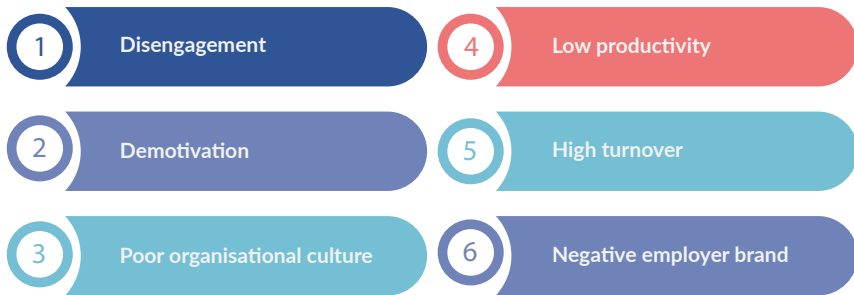 1 Disengagement
2 Demotivation
3 Poor organisational culture
4 Low productivity
5 High turnover
6 Negative employer brand